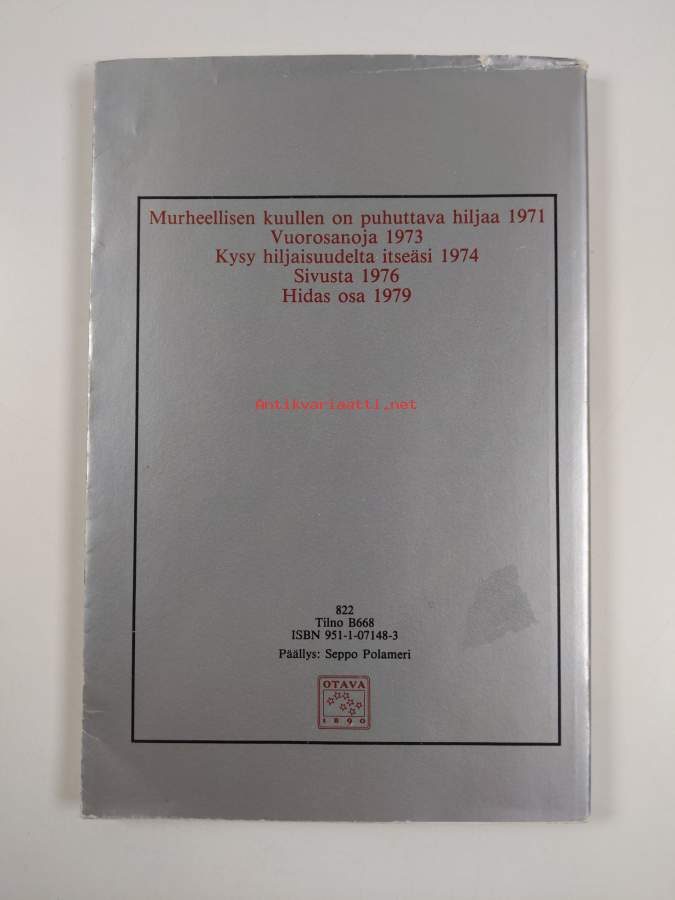 Murheellisen kuullen on puhuttava hiljaa 1971
Vuorosanoja 1973
Kysy hiljaisuudelta itseäsi 1974
Sivusta 1976
Hidas osa 1979
Antikvariaatti.net
822
Tilno B668
ISBN 951-1-07148-3
Päällys: Seppo Polameri
OTAVA
1890